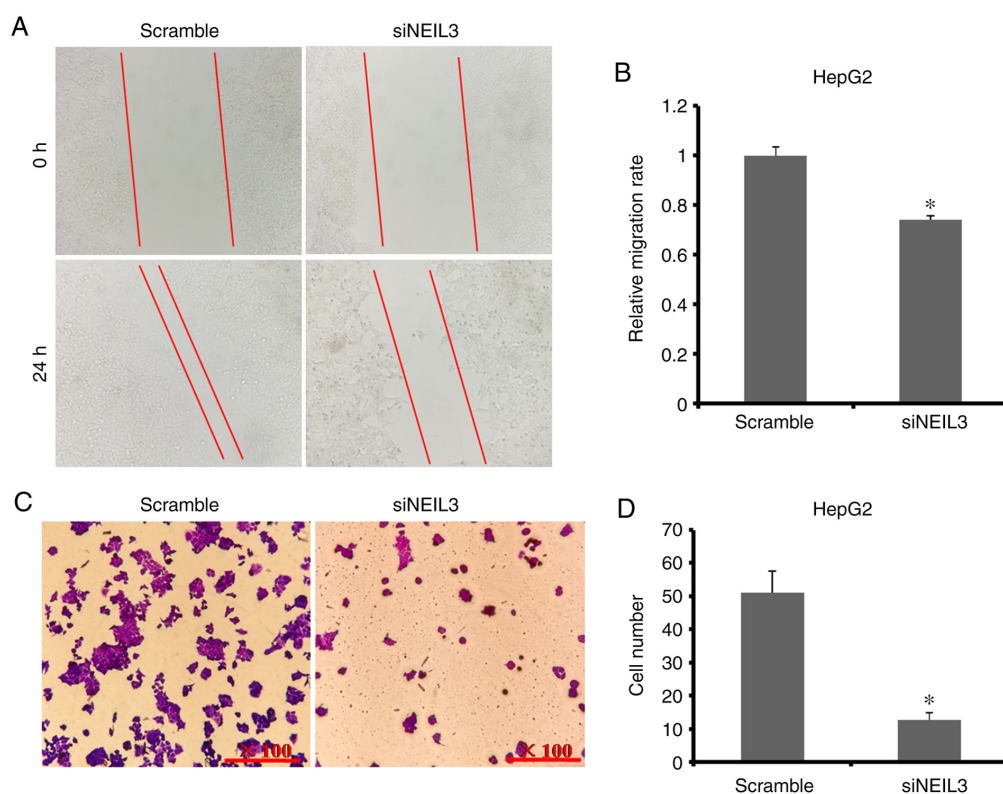 A
Scramble
siNEIL3
0 h
24 h
B
HepG2
Relative migration rate
1.2
1
0.8
0.6
0.4
0.2
0
*
Scramble
siNEIL3
C
Scramble
siNEIL3
× 100
× 100
D
HepG2
Cell number
70
60
50
40
30
20
10
0
*
Scramble
siNEIL3